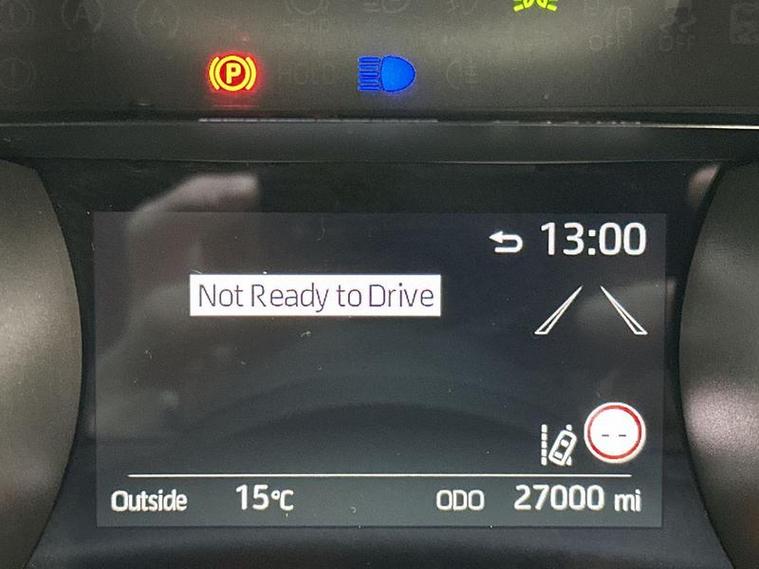 P
13:00
Not Ready to Drive
--
Outside 15°C ODO 27000 mi